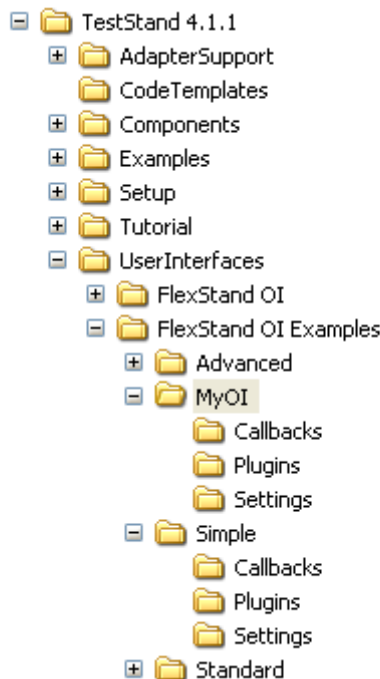 TestStand 4.1.1
AdapterSupport
CodeTemplates
Components
Examples
Setup
Tutorial
UserInterfaces
FlexStand OI
FlexStand OI Examples
Advanced
MyOI
Callbacks
Plugins
Settings
Simple
Callbacks
Plugins
Settings
Standard